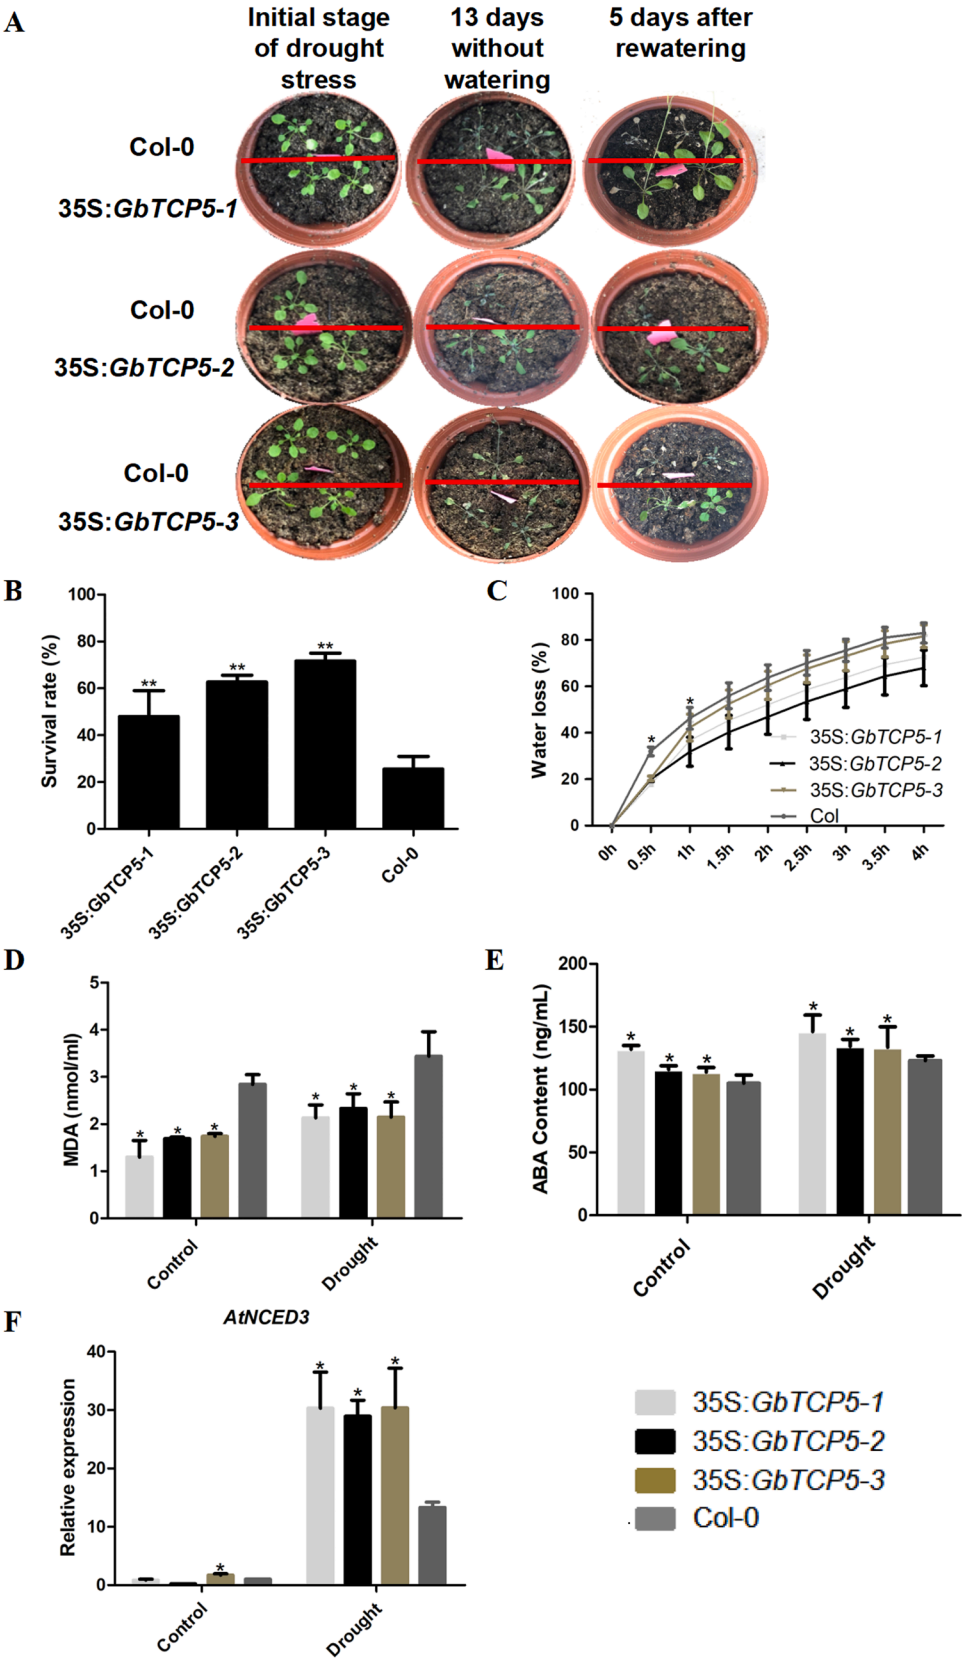 A
Initial stage
of drought
stress
13 days
without
watering
5 days after
rewatering
Col-0
35S:GbTCP5-1
Col-0
35S:GbTCP5-2
Col-0
35S:GbTCP5-3
B
Survival rate (%)
100
80
60
40
20
0
**
**
**
35S:GbTCP5-1
35S:GbTCP5-2
35S:GbTCP5-3
Col-0
C
Water loss (%)
100
80
60
40
20
0
*
*
35S:GbTCP5-1
35S:GbTCP5-2
35S:GbTCP5-3
Col
0h
0.5h
1h
1.5h
2h
2.5h
3h
3.5h
4h
D
MDA (nmol/ml)
5
4
3
2
1
0
* * *
* * *
Control
Drought
E
ABA Content (ng/mL)
200
150
100
50
0
* * *
* * *
Control
Drought
F
AtNCED3
Relative expression
40
30
20
10
0
*
* * *
Control
Drought
35S:GbTCP5-1
35S:GbTCP5-2
35S:GbTCP5-3
Col-0